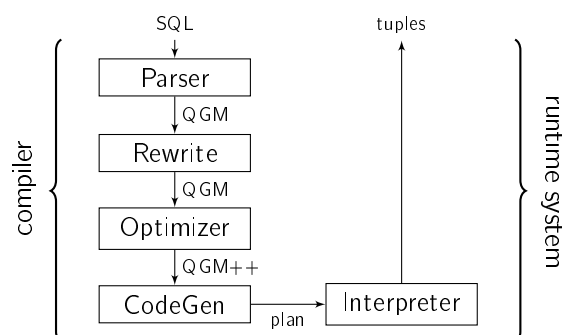 SQL
tuples
Parser
QGM
Rewrite
QGM
Optimizer
QGM++
CodeGen
plan
Interpreter
compiler
runtime system